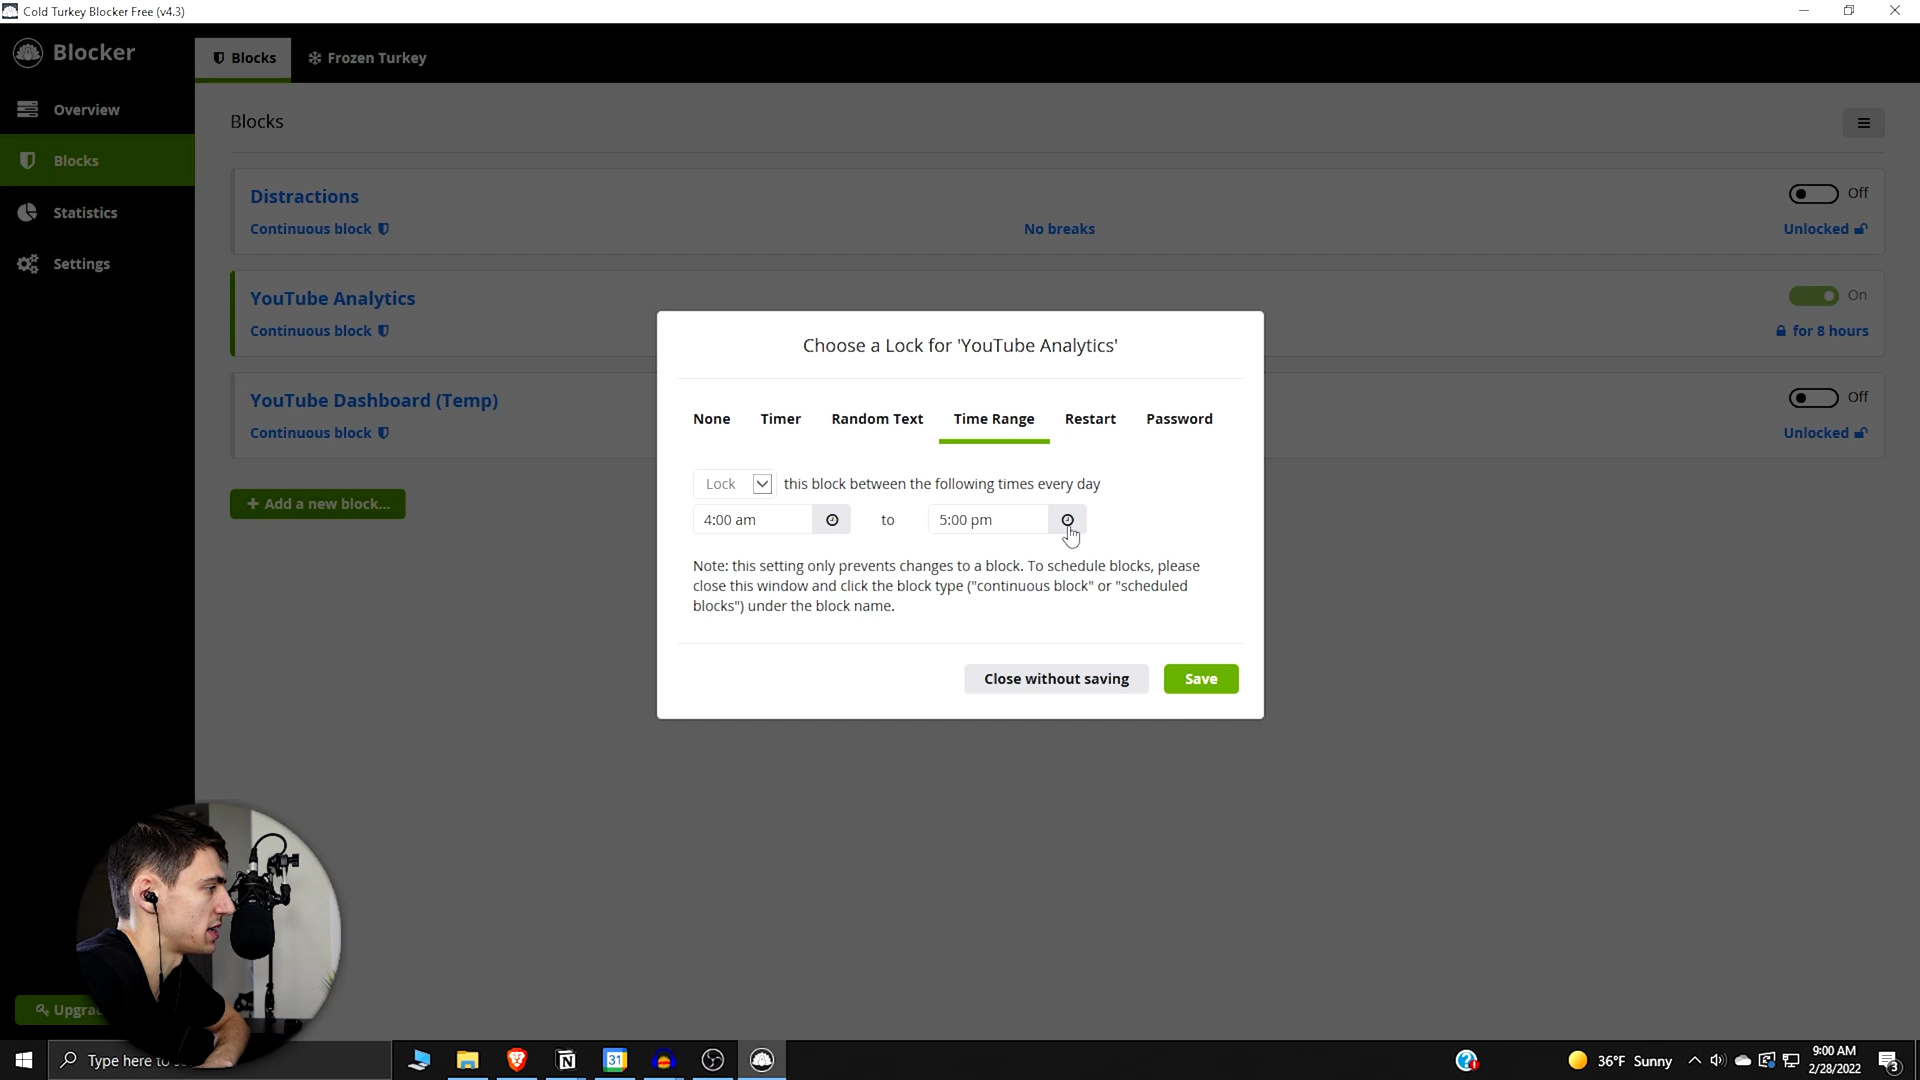 Cold Turkey Blocker Free (v4.3)
Blocker
Blocks
Frozen Turkey
Overview
Blocks
Statistics
Settings
Blocks
Distractions
Off
Continuous block
No breaks
Unlocked
YouTube Analytics
On
Continuous block
for 8 hours
YouTube Dashboard (Temp)
Off
Continuous block
Unlocked
+ Add a new block...
Choose a Lock for 'YouTube Analytics'
None Timer Random Text Time Range Restart Password
Lock this block between the following times every day
4:00 am to 5:00 pm
Note: this setting only prevents changes to a block. To schedule blocks, please
close this window and click the block type ("continuous block" or "scheduled
blocks") under the block name.
Close without saving Save
Type here to
31
36°F Sunny
9:00 AM
2/28/2022
3